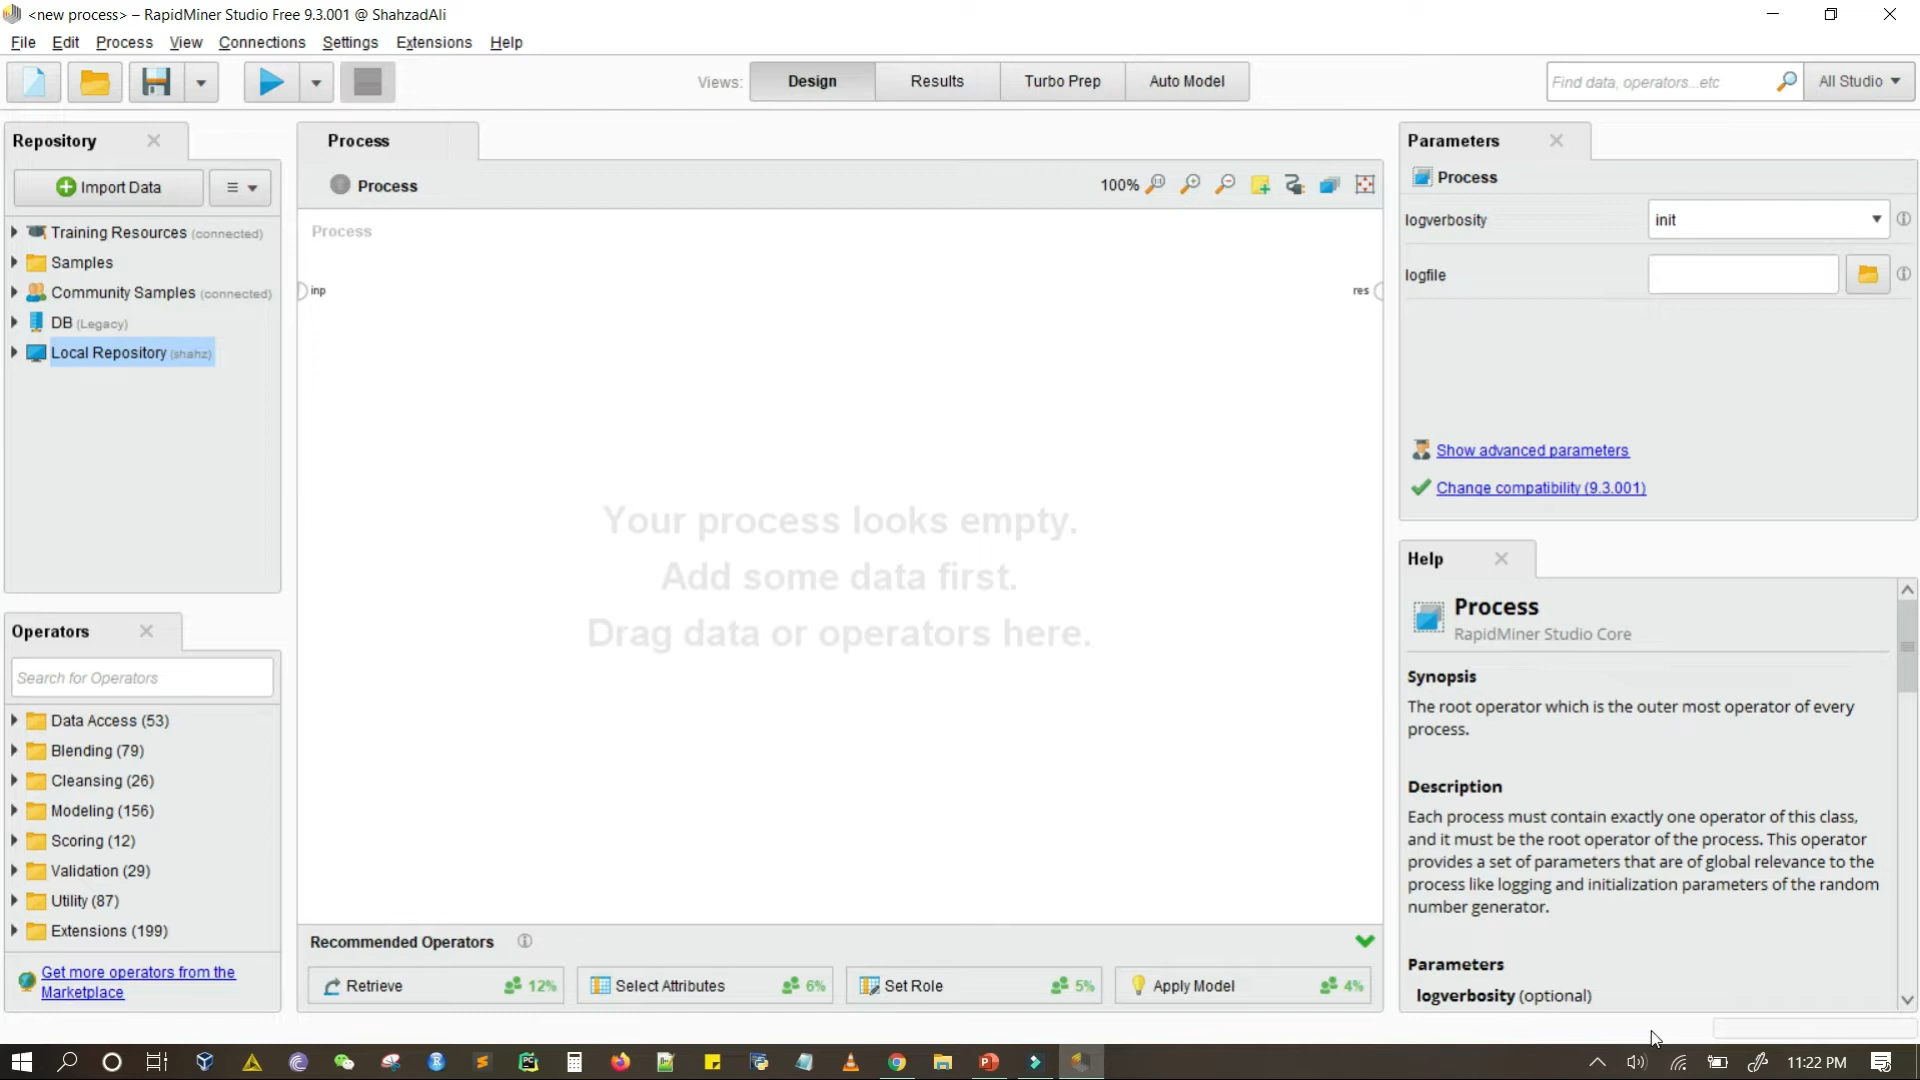 <new process> – RapidMiner Studio Free 9.3.001 @ ShahzadAli
File Edit Process View Connections Settings Extensions Help
Views: Design Results Turbo Prep Auto Model
Find data, operators...etc
All Studio
Repository
Import Data
Training Resources (connected)
Samples
Community Samples (connected)
DB (Legacy)
Local Repository (shahz)
Operators
Search for Operators
Data Access (53)
Blending (79)
Cleansing (26)
Modeling (156)
Scoring (12)
Validation (29)
Utility (87)
Extensions (199)
Get more operators from the
Marketplace
Process
Process
100%
Process
inp
res
Your process looks empty.
Add some data first.
Drag data or operators here.
Recommended Operators
Retrieve 12%
Select Attributes 6%
Set Role 5%
Apply Model 4%
Parameters
Process
logverbosity init
logfile
Show advanced parameters
Change compatibility (9.3.001)
Help
Process
RapidMiner Studio Core
Synopsis
The root operator which is the outer most operator of every
process.
Description
Each process must contain exactly one operator of this class,
and it must be the root operator of the process. This operator
provides a set of parameters that are of global relevance to the
process like logging and initialization parameters of the random
number generator.
Parameters
logverbosity (optional)
11:22 PM